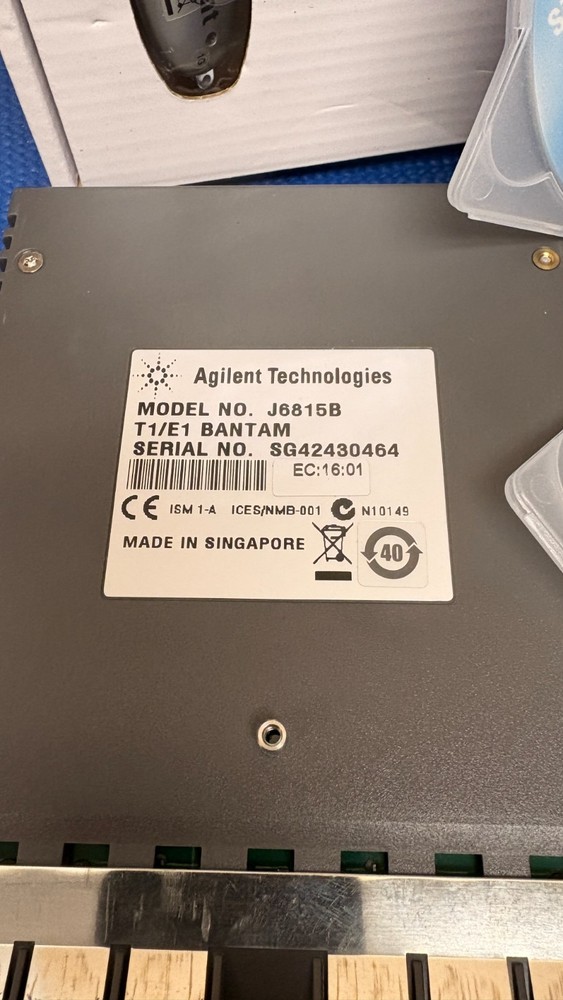 Agilent Technologies
MODEL NO. J6815B
T1/E1 BANTAM
SERIAL NO. SG42430464
EC:16:01
CE ISM 1-A ICES/NMB-001 N10149
MADE IN SINGAPORE
40